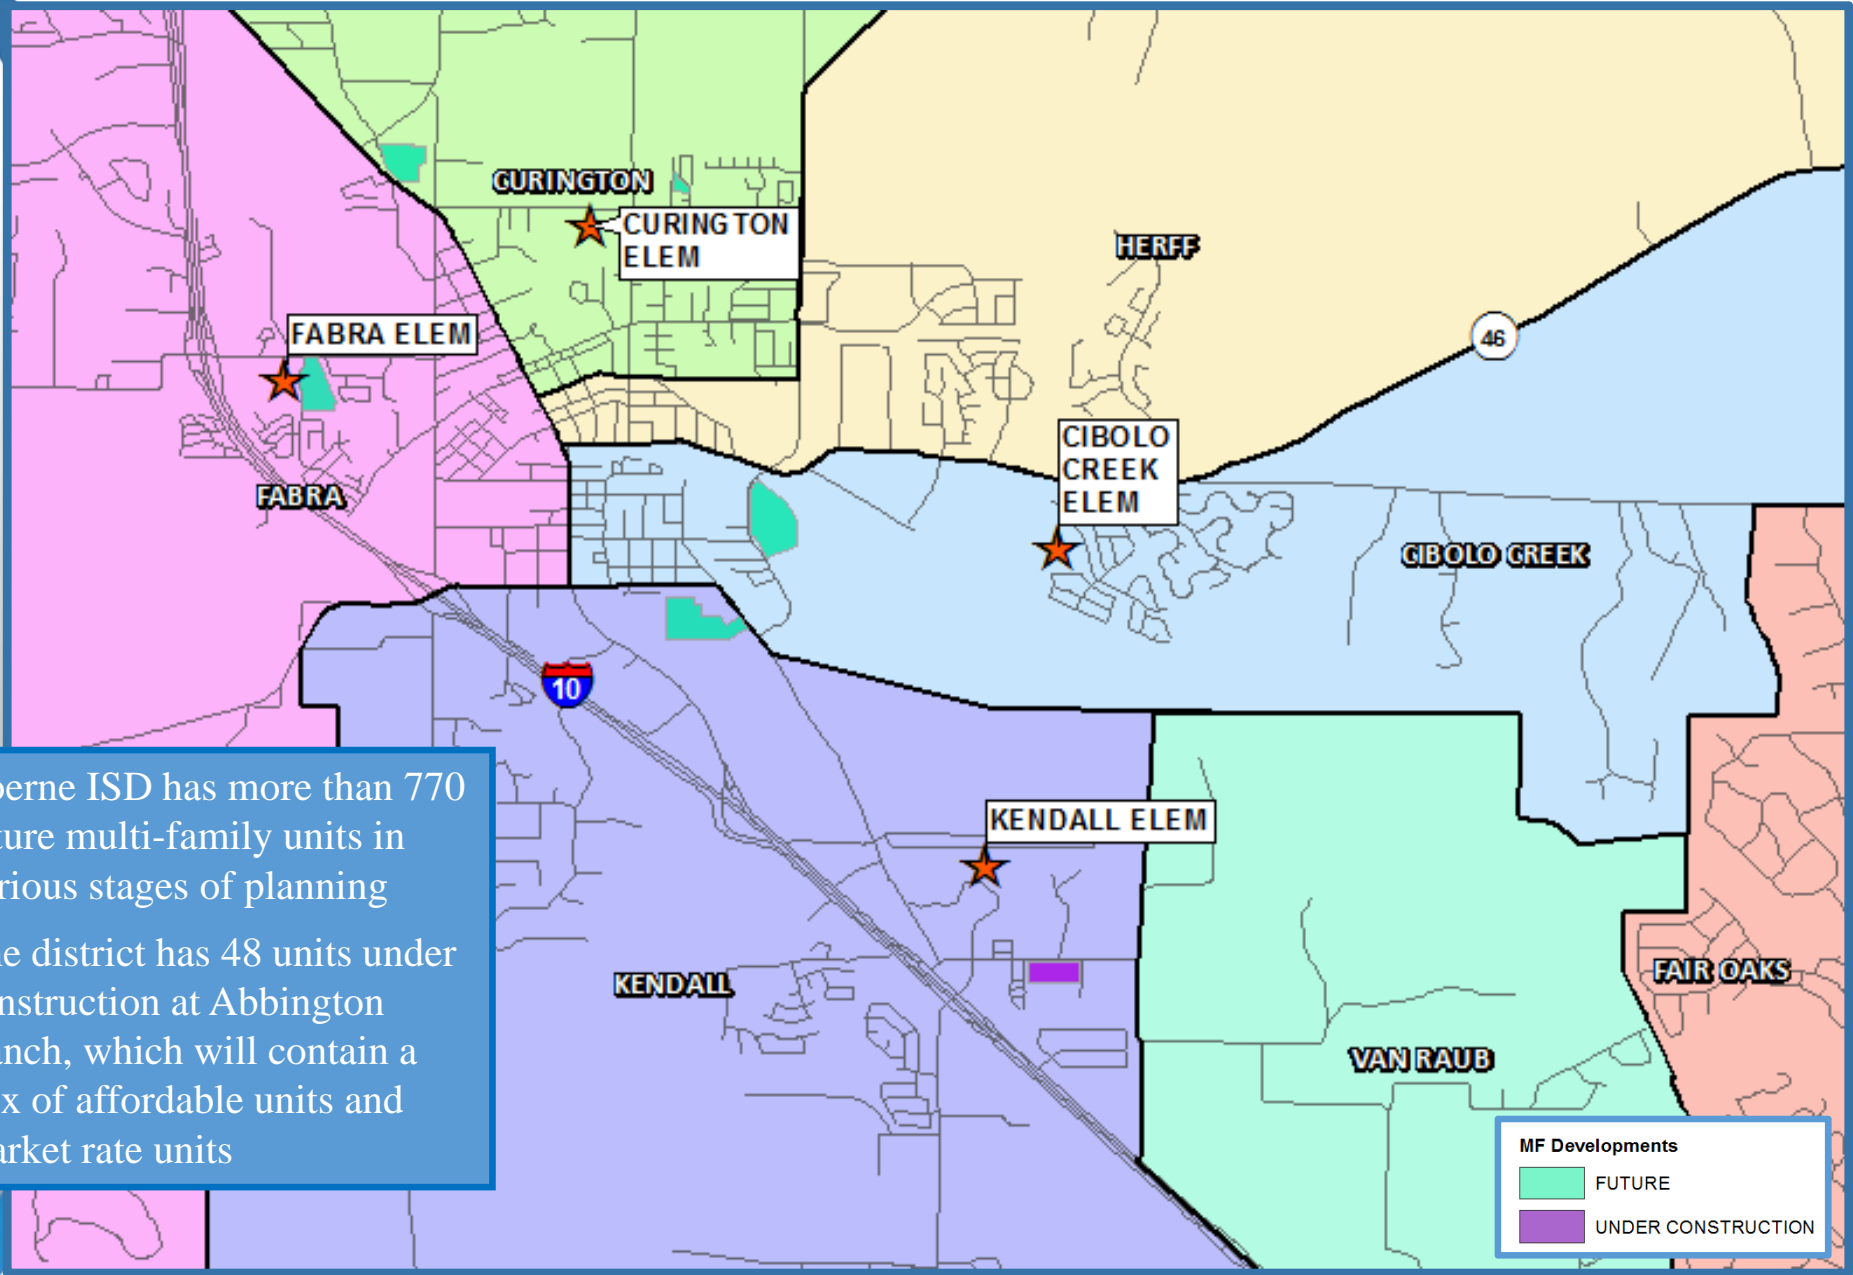 CURINGTON
CURINGTON
ELEM
HERFF
FABRA ELEM
46
CIBOLO
CREEK
ELEM
FABRA
CIBOLO CREEK
10
berne ISD has more than 770
ture multi-family units in
rious stages of planning
KENDALL ELEM
ne district has 48 units under
nstruction at Abbington
anch, which will contain a
x of affordable units and
arket rate units
KENDALL
FAIR OAKS
VAN RAUB
MF Developments
FUTURE
UNDER CONSTRUCTION